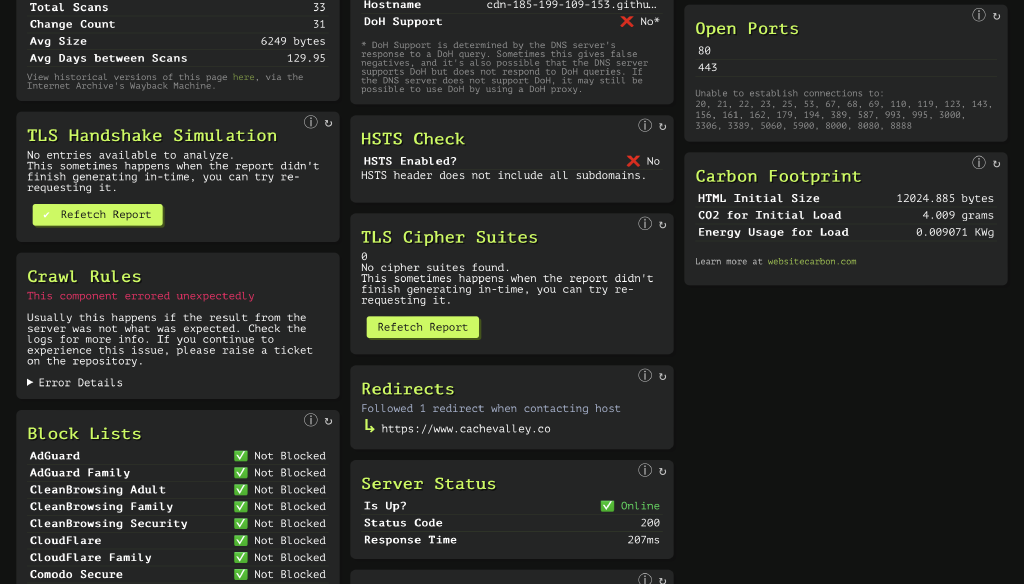 Total Scans 33
Change Count 31
Avg Size 6249 bytes
Avg Days between Scans 129.95
View historical versions of this page here, via the
Internet Archive's Wayback Machine.
TLS Handshake Simulation
No entries available to analyze.
This sometimes happens when the report didn't
finish generating in-time, you can try re-
requesting it.
Refetch Report
Crawl Rules
This component errored unexpectedly
Usually this happens if the result from the
server was not what was expected. Check the
logs for more info. If you continue to
experience this issue, please raise a ticket
on the repository.
Error Details
Block Lists
AdGuard ✅ Not Blocked
AdGuard Family ✅ Not Blocked
CleanBrowsing Adult ✅ Not Blocked
CleanBrowsing Family ✅ Not Blocked
CleanBrowsing Security ✅ Not Blocked
CloudFlare ✅ Not Blocked
CloudFlare Family ✅ Not Blocked
Comodo Secure ✅ Not Blocked
Hostname cdn-185-199-109-153.githu…
DoH Support ❌ No*
* DoH Support is determined by the DNS server's
response to a DoH query. Sometimes this gives false
negatives, and it's also possible that the DNS server
supports DoH but does not respond to DoH queries. If
the DNS server does not support DoH, it may still be
possible to use DoH by using a DoH proxy.
HSTS Check
HSTS Enabled? ❌ No
HSTS header does not include all subdomains.
TLS Cipher Suites
0
No cipher suites found.
This sometimes happens when the report didn't
finish generating in-time, you can try re-
requesting it.
Refetch Report
Redirects
Followed 1 redirect when contacting host
↳ https://www.cachevalley.co
Server Status
Is Up? ✅ Online
Status Code 200
Response Time 207ms
Open Ports
80
443
Unable to establish connections to:
20, 21, 22, 23, 25, 53, 67, 68, 69, 110, 119, 123, 143,
156, 161, 162, 179, 194, 389, 587, 993, 995, 3000,
3306, 3389, 5060, 5900, 8000, 8080, 8888
Carbon Footprint
HTML Initial Size 12024.885 bytes
CO2 for Initial Load 4.009 grams
Energy Usage for Load 0.009071 KWg
Learn more at websitecarbon.com